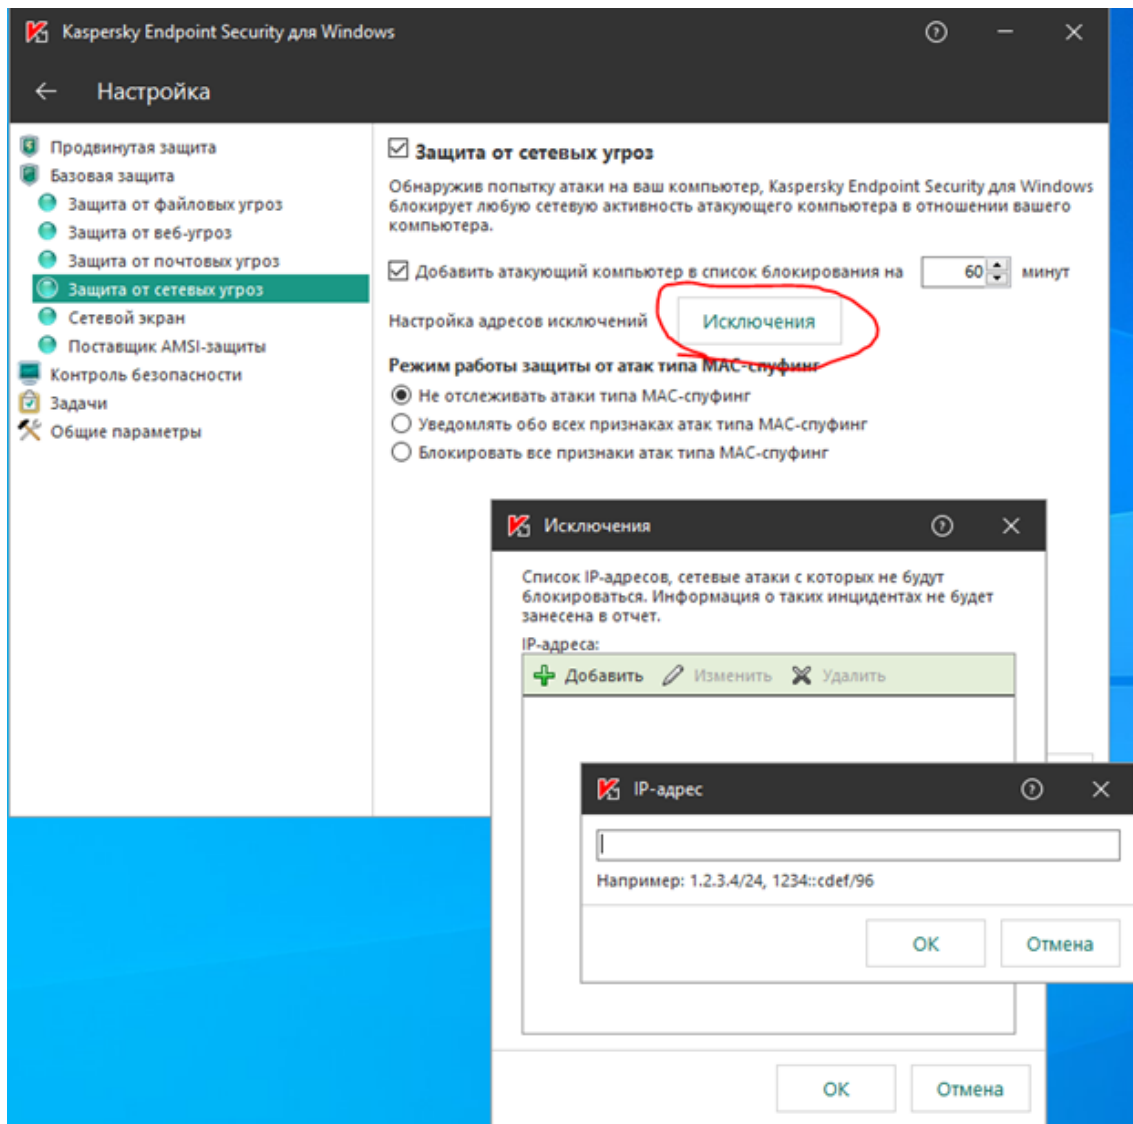 Kaspersky Endpoint Security для Windows
Настройка
Продвинутая защита
Базовая защита
Защита от файловых угроз
Защита от веб-угроз
Защита от почтовых угроз
Защита от сетевых угроз
Сетевой экран
Поставщик AMSI-защиты
Контроль безопасности
Задачи
Общие параметры
Защита от сетевых угроз
Обнаружив попытку атаки на ваш компьютер, Kaspersky Endpoint Security для Windows
блокирует любую сетевую активность атакующего компьютера в отношении вашего
компьютера.
Добавить атакующий компьютер в список блокирования на 60 минут
Настройка адресов исключений Исключения
Режим работы защиты от атак типа MAC-спуфинг
Не отслеживать атаки типа MAC-спуфинг
Уведомлять обо всех признаках атак типа MAC-спуфинг
Блокировать все признаки атак типа MAC-спуфинг
Исключения
Список IP-адресов, сетевые атаки с которых не будут
блокироваться. Информация о таких инцидентах не будет
занесена в отчет.
IP-адреса:
Добавить Изменить Удалить
IP-адрес
Например: 1.2.3.4/24, 1234::cdef/96
ОК Отмена
ОК Отмена